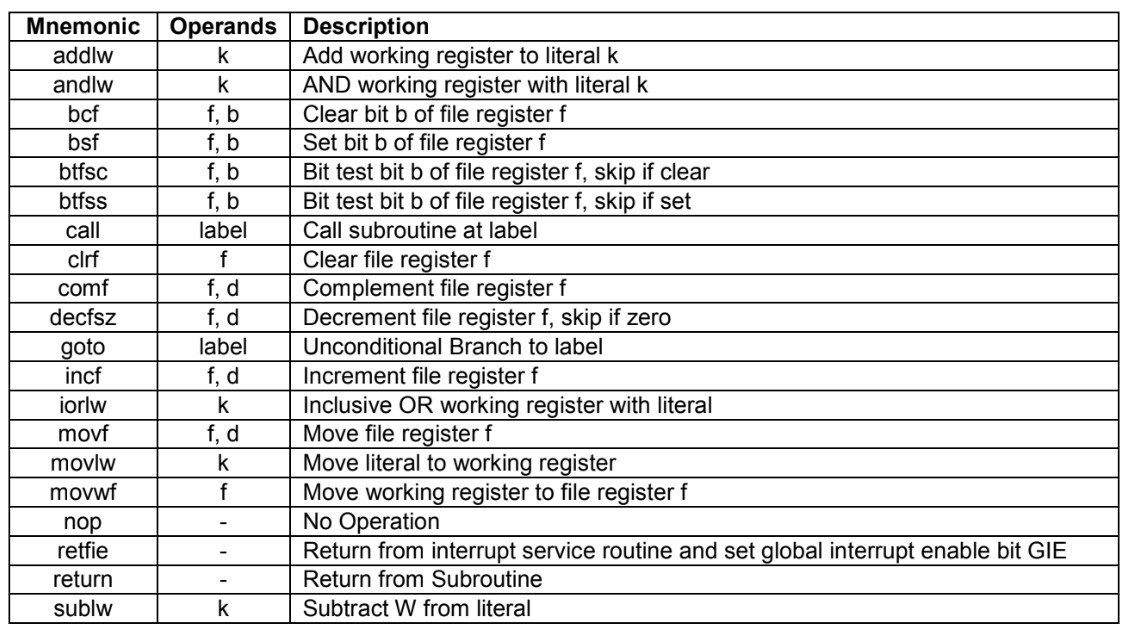 Mnemonic Operands Description
addlw k Add working register to literal k
andlw k AND working register with literal k
bcf f, b Clear bit b of file register f
bsf f, b Set bit b of file register f
btfsc f, b Bit test bit b of file register f, skip if clear
btfss f, b Bit test bit b of file register f, skip if set
call label Call subroutine at label
clrf f Clear file register f
comf f, d Complement file register f
decfsz f, d Decrement file register f, skip if zero
goto label Unconditional Branch to label
incf f, d Increment file register f
iorlw k Inclusive OR working register with literal
movf f, d Move file register f
movlw k Move literal to working register
movwf f Move working register to file register f
nop - No Operation
retfie - Return from interrupt service routine and set global interrupt enable bit GIE
return - Return from Subroutine
sublw k Subtract W from literal